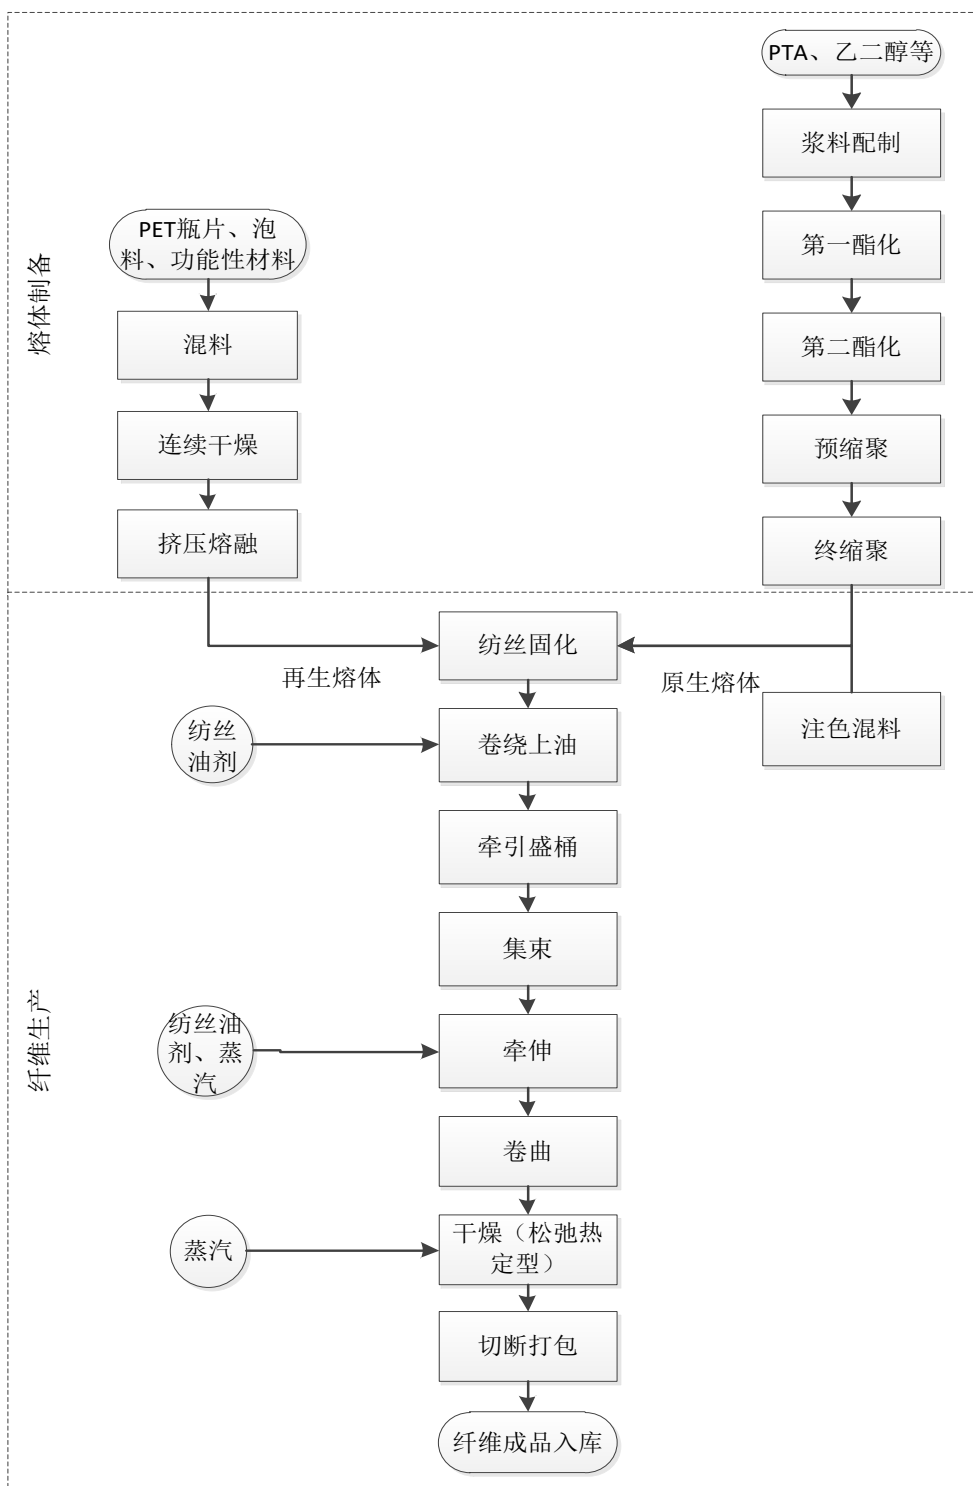 熔体制备
PTA、乙二醇等
浆料配制
第一酯化
第二酯化
预缩聚
终缩聚
PET瓶片、泡
料、功能性材料
混料
连续干燥
挤压熔融
纤维生产
再生熔体
原生熔体
注色混料
纺丝固化
纺丝
油剂
卷绕上油
牵引盛桶
集束
纺丝油
剂、蒸
汽
牵伸
卷曲
蒸汽
干燥（松弛热
定型）
切断打包
纤维成品入库